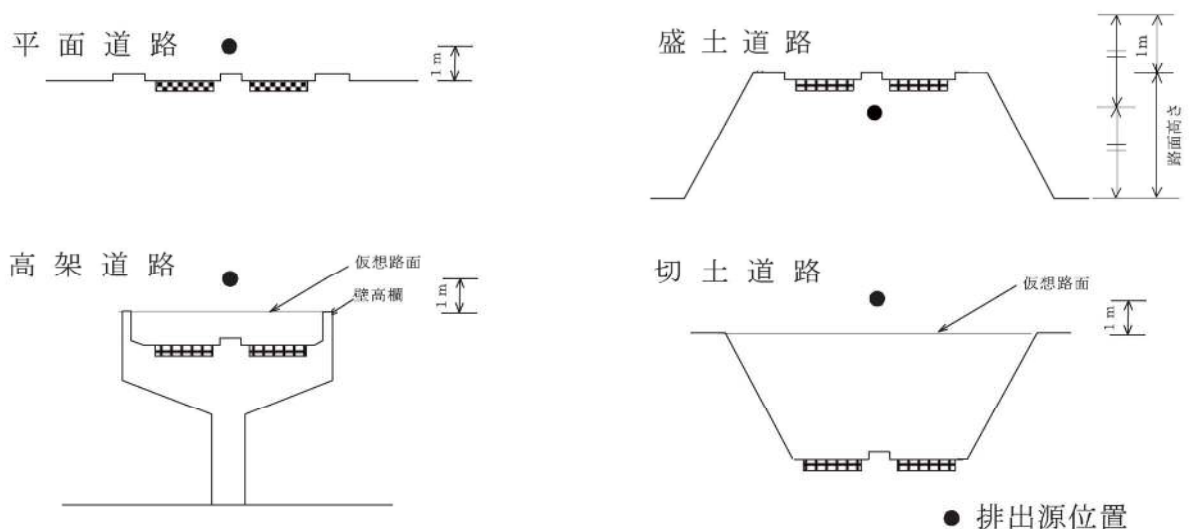 平面道路
1m
盛土道路
1m
路面高さ
高架道路
仮想路面
壁高欄
1m
切土道路
仮想路面
1m
● 排出源位置